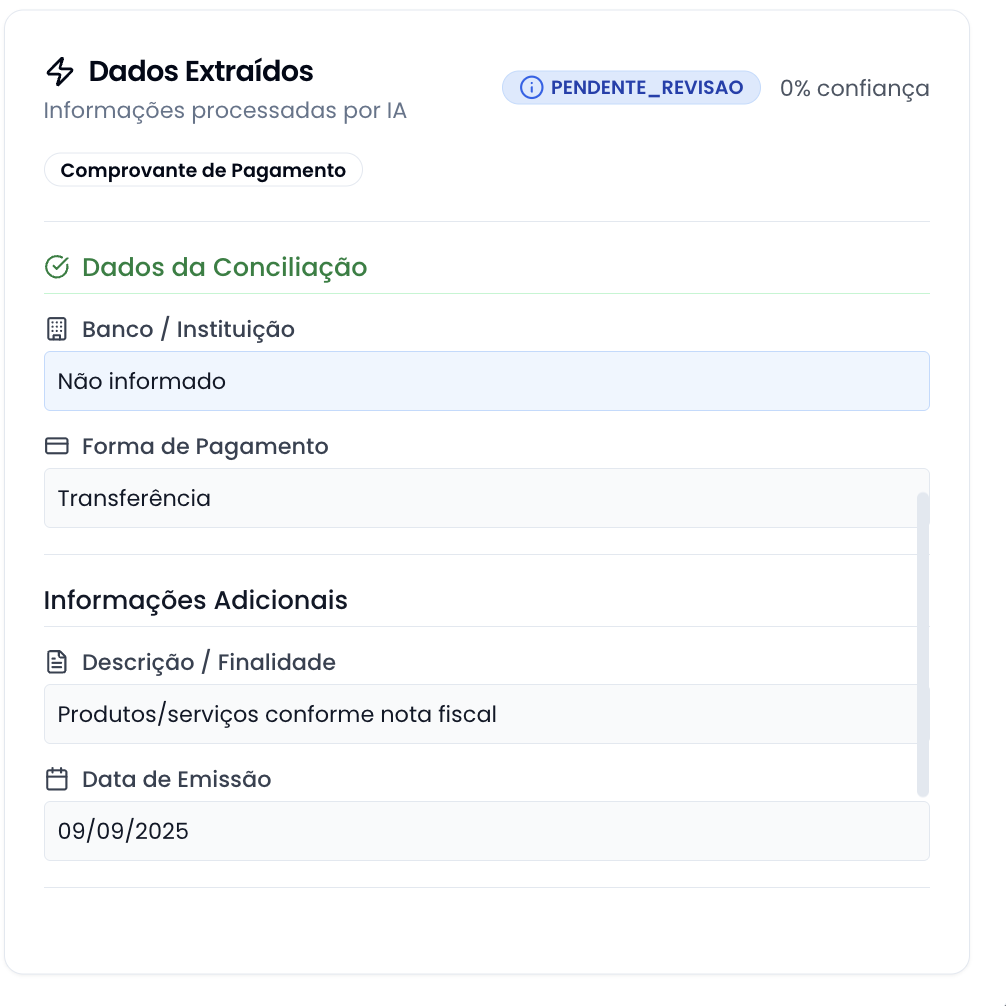 Dados Extraídos
Informações processadas por IA
PENDENTE_REVISAO
0% confiança
Comprovante de Pagamento
Dados da Conciliação
Banco / Instituição
Não informado
Forma de Pagamento
Transferência
Informações Adicionais
Descrição / Finalidade
Produtos/serviços conforme nota fiscal
Data de Emissão
09/09/2025